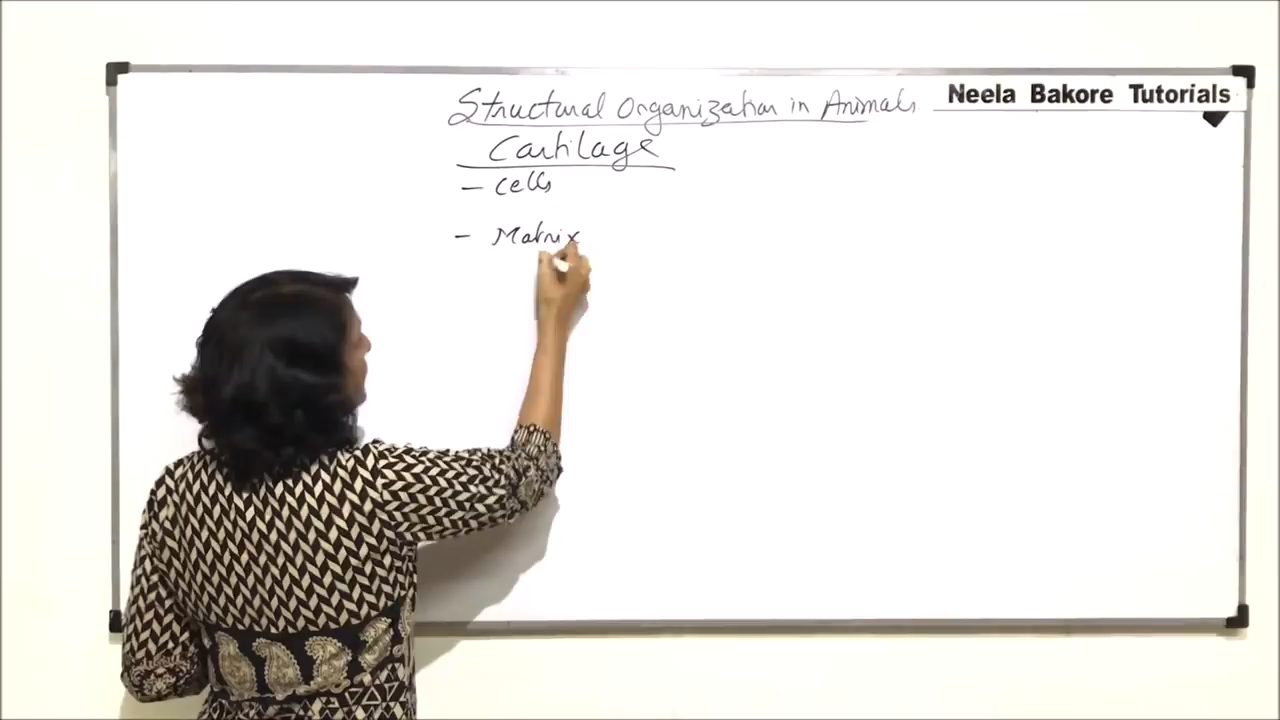 Structural Organization in Animals
Neela Bakore Tutorials
Cartilage
- Cells
- Matrix